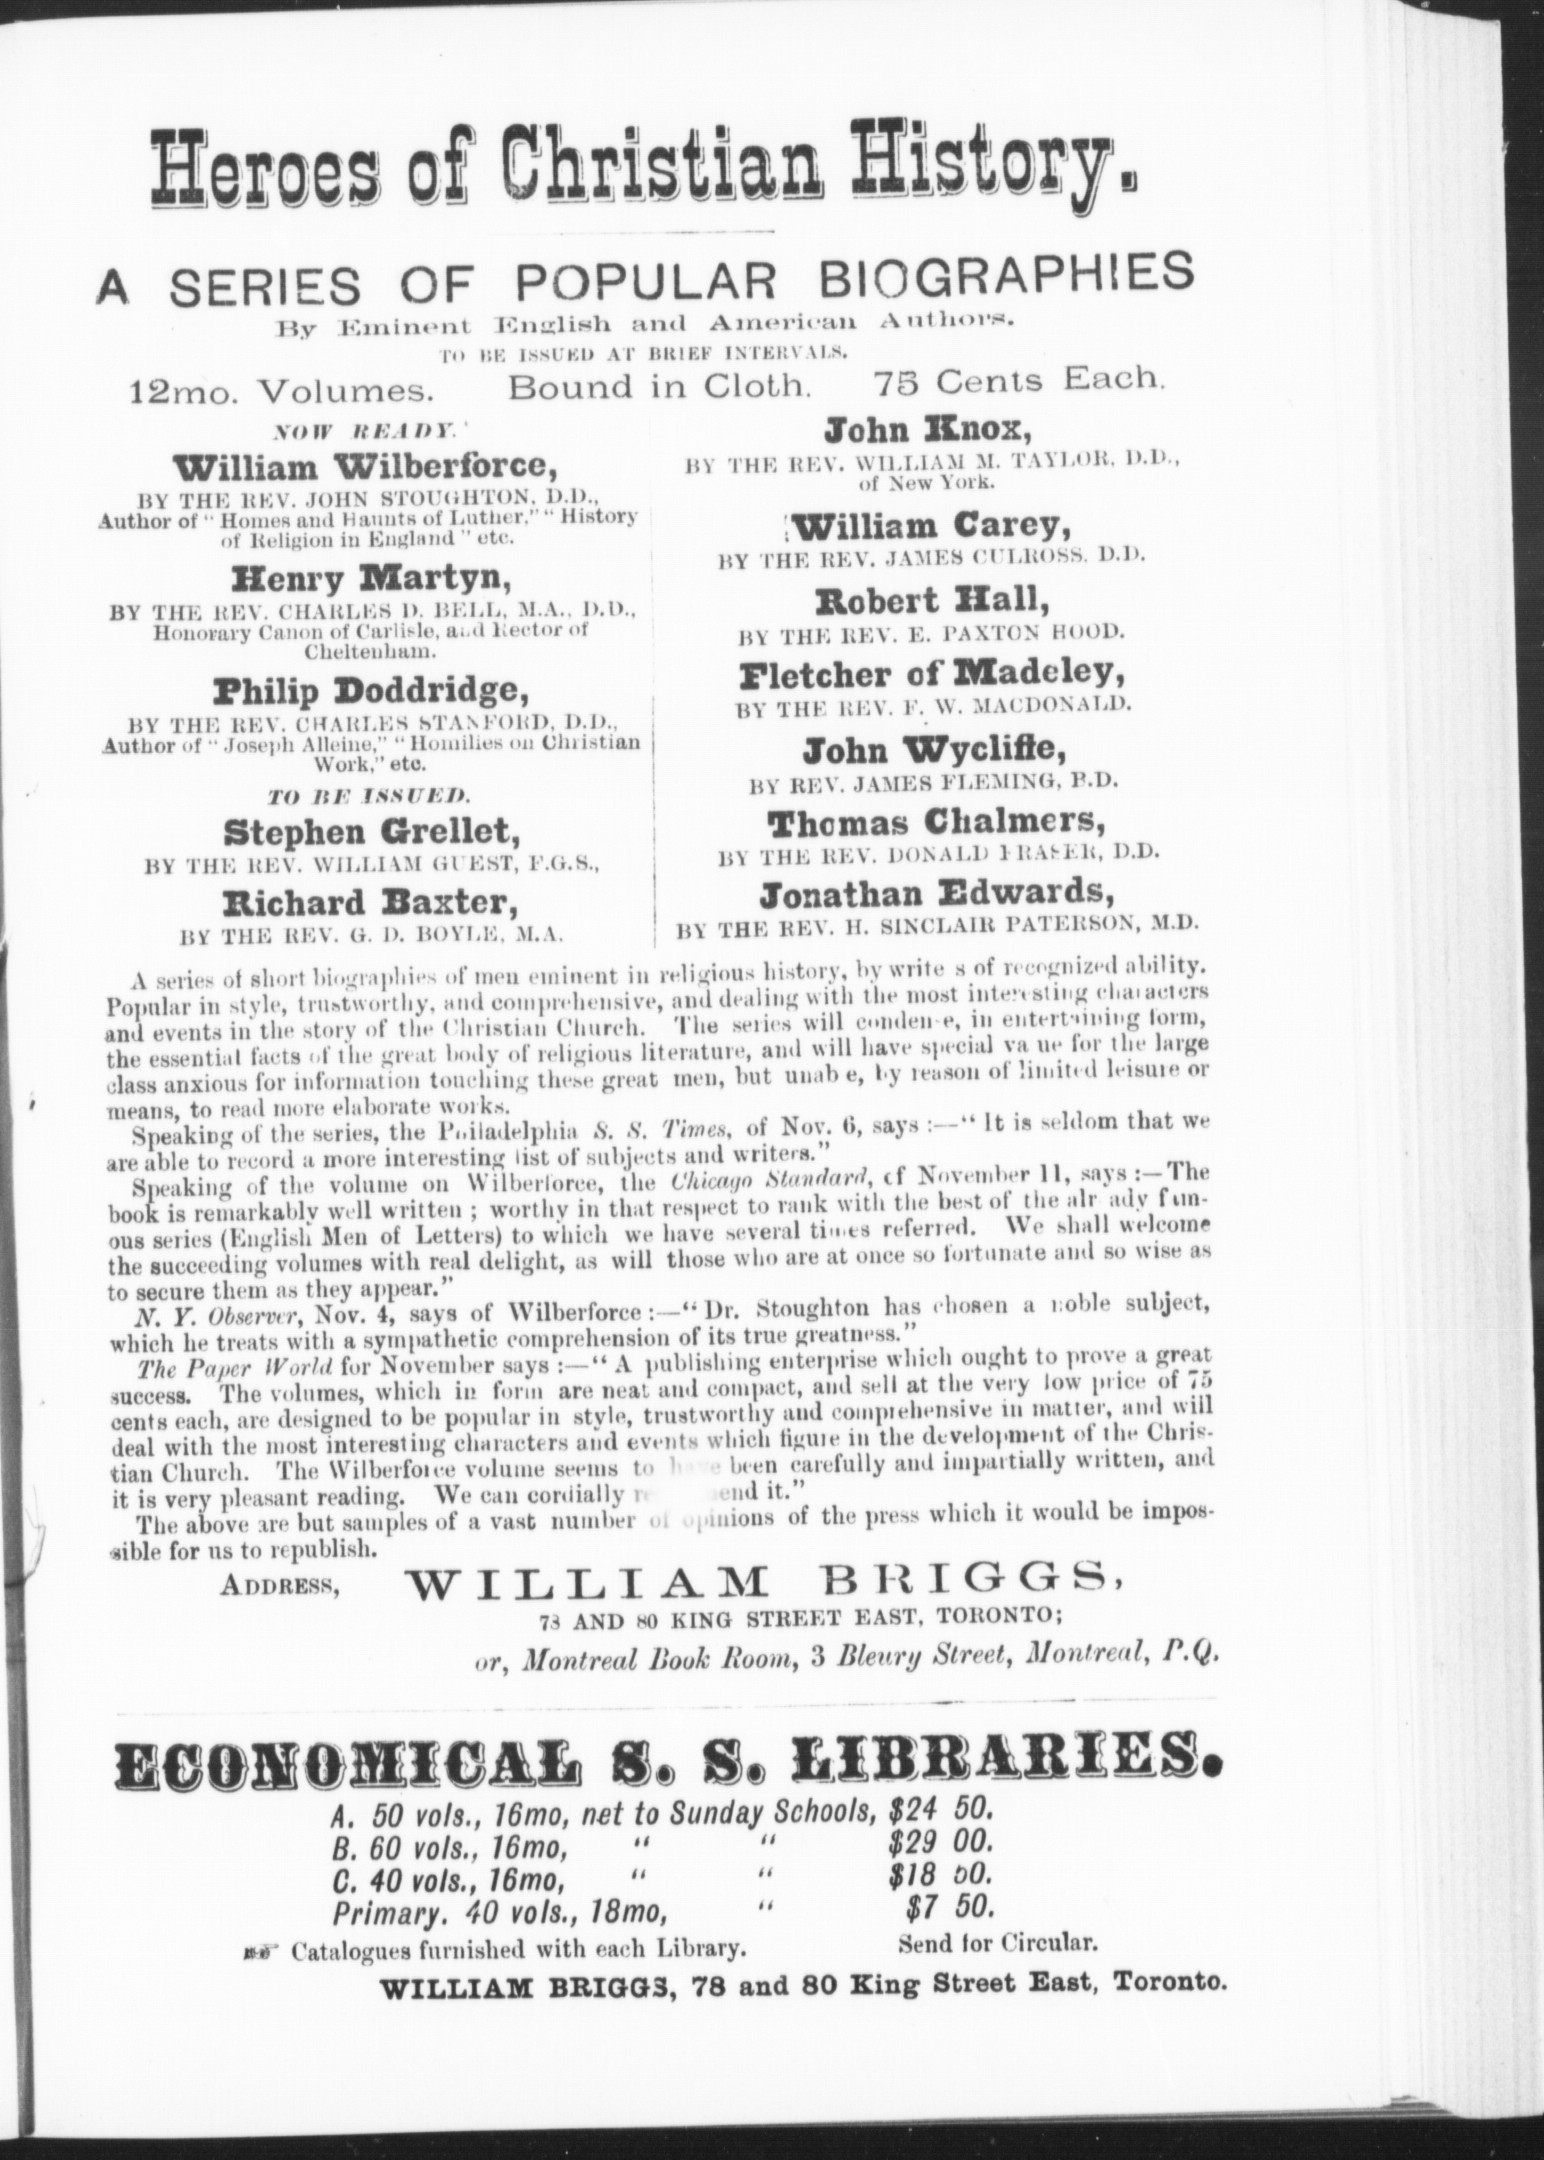 Heroes of Christian History.
A SERIES OF POPULAR BIOGRAPHIES
By Eminent English and American Authors.
TO BE ISSUED AT BRIEF INTERVALS.
12mo. Volumes. Bound in Cloth. 75 Cents Each.
NOW READY.
William Wilberforce,
BY THE REV. JOHN STOUGHTON, D.D.,
Author of "Homes and Haunts of Luther," "History
of Religion in England" etc.
Henry Martyn,
BY THE REV. CHARLES D. BELL, M.A., D.D.,
Honorary Canon of Carlisle, and Rector of
Cheltenham.
Philip Doddridge,
BY THE REV. CHARLES STANFORD, D.D.,
Author of "Joseph Alleine," "Homilies on Christian
Work," etc.
TO BE ISSUED.
Stephen Grellet,
BY THE REV. WILLIAM GUEST, F.G.S.,
Richard Baxter,
BY THE REV. G. D. BOYLE, M.A.
John Knox,
BY THE REV. WILLIAM M. TAYLOR, D.D.,
of New York.
William Carey,
BY THE REV. JAMES CULROSS, D.D.
Robert Hall,
BY THE REV. E. PAXTON HOOD.
Fletcher of Madeley,
BY THE REV. F. W. MACDONALD.
John Wycliffe,
BY REV. JAMES FLEMING, B.D.
Thomas Chalmers,
BY THE REV. DONALD FRASER, D.D.
Jonathan Edwards,
BY THE REV. H. SINCLAIR PATERSON, M.D.
A series of short biographies of men eminent in religious history, by write s of recognized ability.
Popular in style, trustworthy, and comprehensive, and dealing with the most interesting characters
and events in the story of the Christian Church. The series will conden e, in entertaining form,
the essential facts of the great body of religious literature, and will have special va ue for the large
class anxious for information touching these great men, but unab e, by reason of limited leisure or
means, to read more elaborate works.
Speaking of the series, the Philadelphia S. S. Times, of Nov. 6, says :—"It is seldom that we
are able to record a more interesting list of subjects and writers."
Speaking of the volume on Wilberforce, the Chicago Standard, of November 11, says :—The
book is remarkably well written ; worthy in that respect to rank with the best of the alr ady fam-
ous series (English Men of Letters) to which we have several times referred. We shall welcome
the succeeding volumes with real delight, as will those who are at once so fortunate and so wise as
to secure them as they appear."
N. Y. Observer, Nov. 4, says of Wilberforce :—"Dr. Stoughton has chosen a noble subject,
which he treats with a sympathetic comprehension of its true greatness."
The Paper World for November says :—"A publishing enterprise which ought to prove a great
success. The volumes, which in form are neat and compact, and sell at the very low price of 75
cents each, are designed to be popular in style, trustworthy and comprehensive in matter, and will
deal with the most interesting characters and events which figure in the development of the Chris-
tian Church. The Wilberforce volume seems to have been carefully and impartially written, and
it is very pleasant reading. We can cordially end it."
The above are but samples of a vast number of opinions of the press which it would be impos-
sible for us to republish.
ADDRESS, WILLIAM BRIGGS,
78 AND 80 KING STREET EAST, TORONTO;
or, Montreal Book Room, 3 Bleury Street, Montreal, P.Q.
ECONOMICAL S. S. LIBRARIES.
A. 50 vols., 16mo, net to Sunday Schools, $24 50.
B. 60 vols., 16mo, " " $29 00.
C. 40 vols., 16mo, " " $18 50.
Primary. 40 vols., 18mo, " $7 50.
☞ Catalogues furnished with each Library. Send for Circular.
WILLIAM BRIGGS, 78 and 80 King Street East, Toronto.